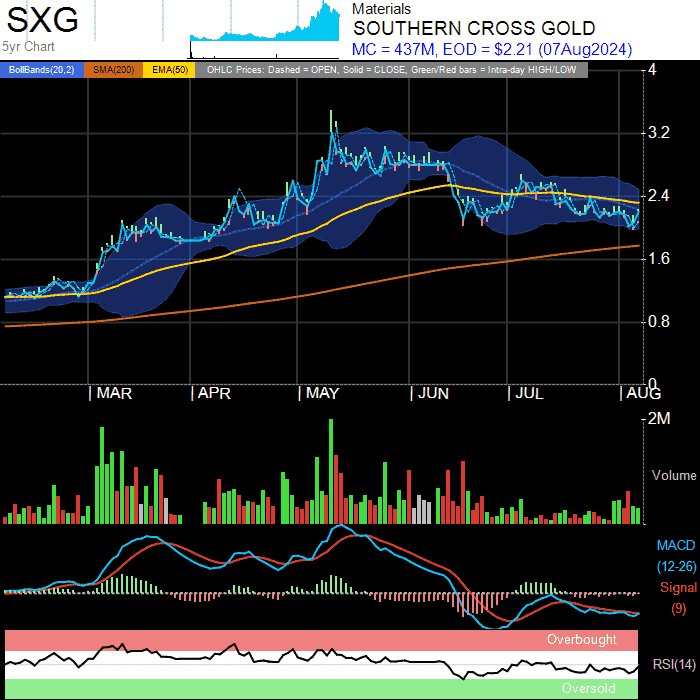 SXG
5yr Chart
Materials
SOUTHERN CROSS GOLD
MC = 437M, EOD = $2.21 (07Aug2024)
BollBands(20,2) SMA(200) EMA(50) OHLC Prices: Dashed = OPEN, Solid = CLOSE, Green/Red bars = Intra-day HIGH/LOW
4
3.2
2.4
1.6
0.8
0
MAR APR MAY JUN JUL AUG
2M
Volume
MACD
(12-26)
Signal
(9)
Overbought
RSI(14)
Oversold